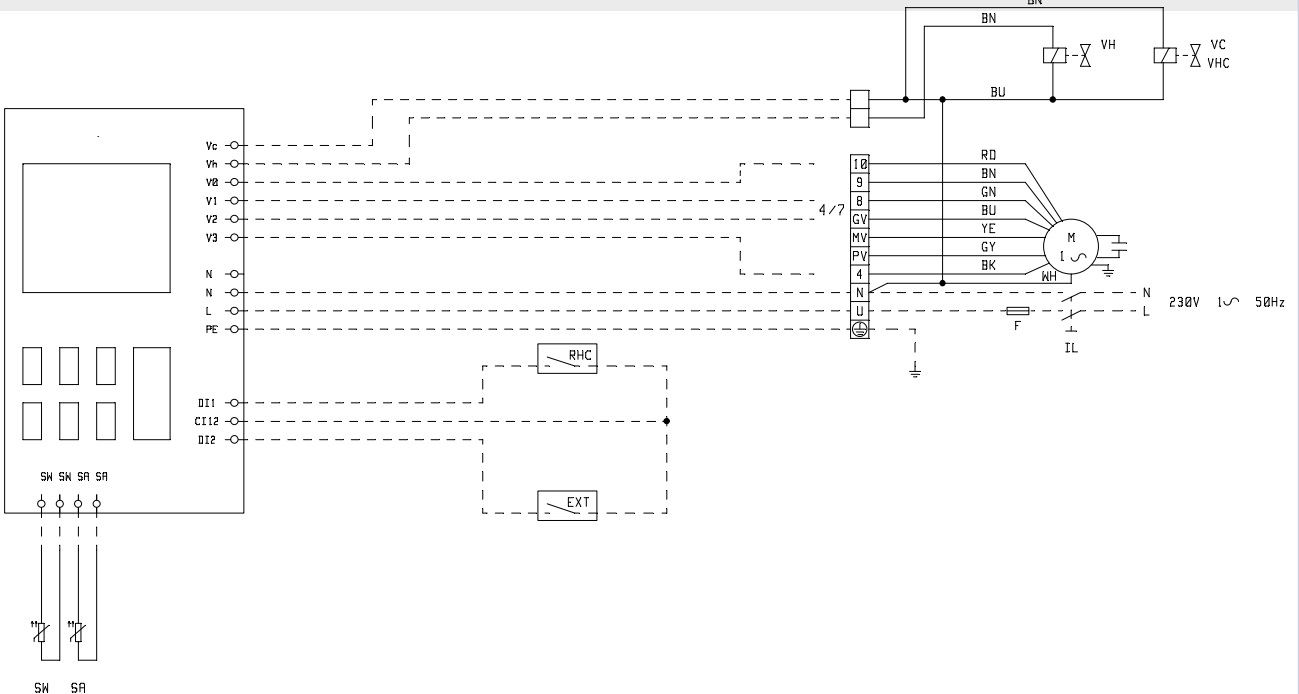 BN
BN
VH
VC
VHC
BU
Vc
Vh
V0
V1
V2
V3
N
N
L
PE
4/7
10
9
8
GV
MV
PV
4
N
U
RD
BN
GN
BU
YE
GY
BK
WH
M
1
F
IL
N
L
230V 1 50Hz
RHC
DI1
CI12
DI2
EXT
SW SW SA SA
SW SA